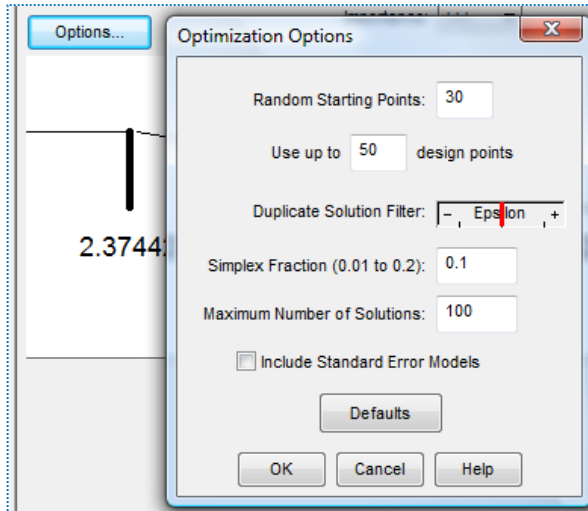 Options...
Optimization Options
Random Starting Points: 30
Use up to 50 design points
Duplicate Solution Filter: - Epsilon +
2.3744
Simplex Fraction (0.01 to 0.2): 0.1
Maximum Number of Solutions: 100
Include Standard Error Models
Defaults
OK Cancel Help